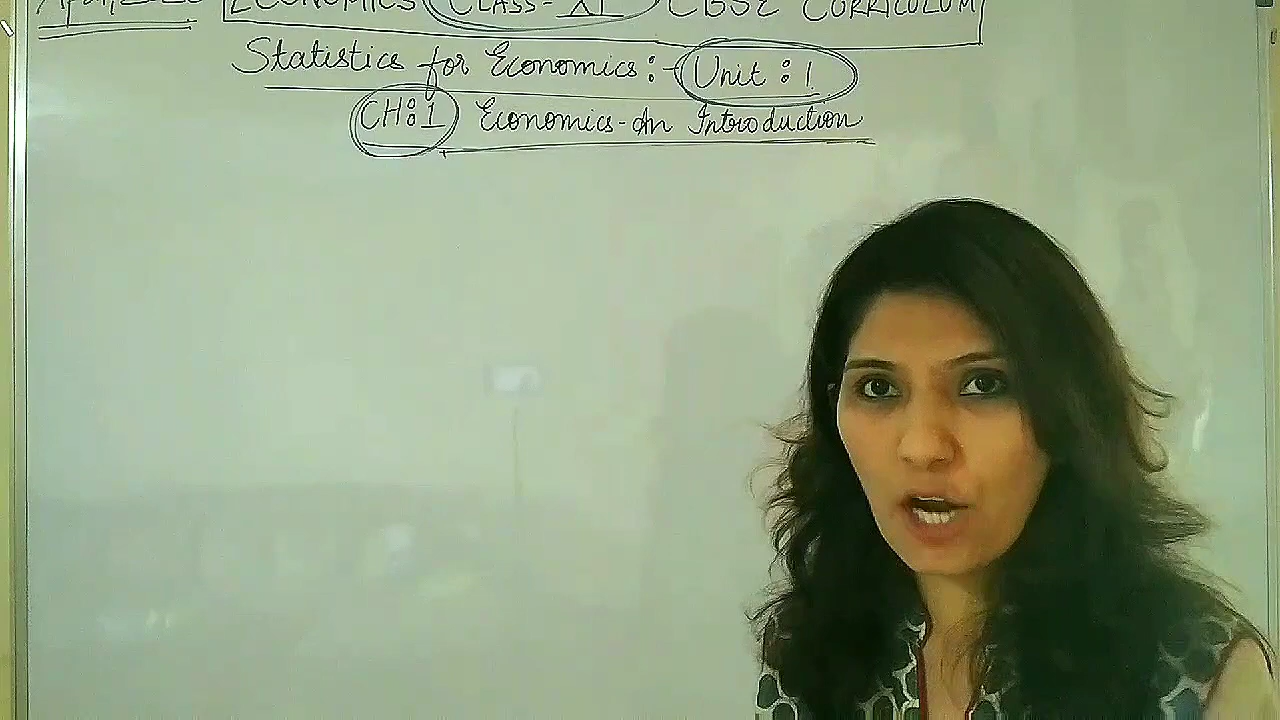 ECONOMICS CLASS-XI CBSE CURRICULUM
Statistics for Economics:- Unit : 1
CH:1 Economics-An Introduction